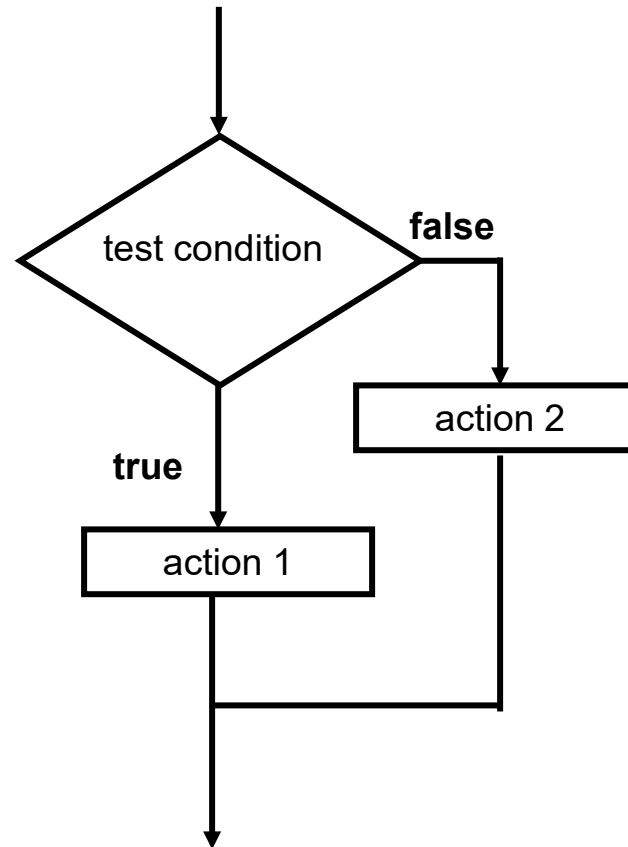 test condition
false
action 2
true
action 1